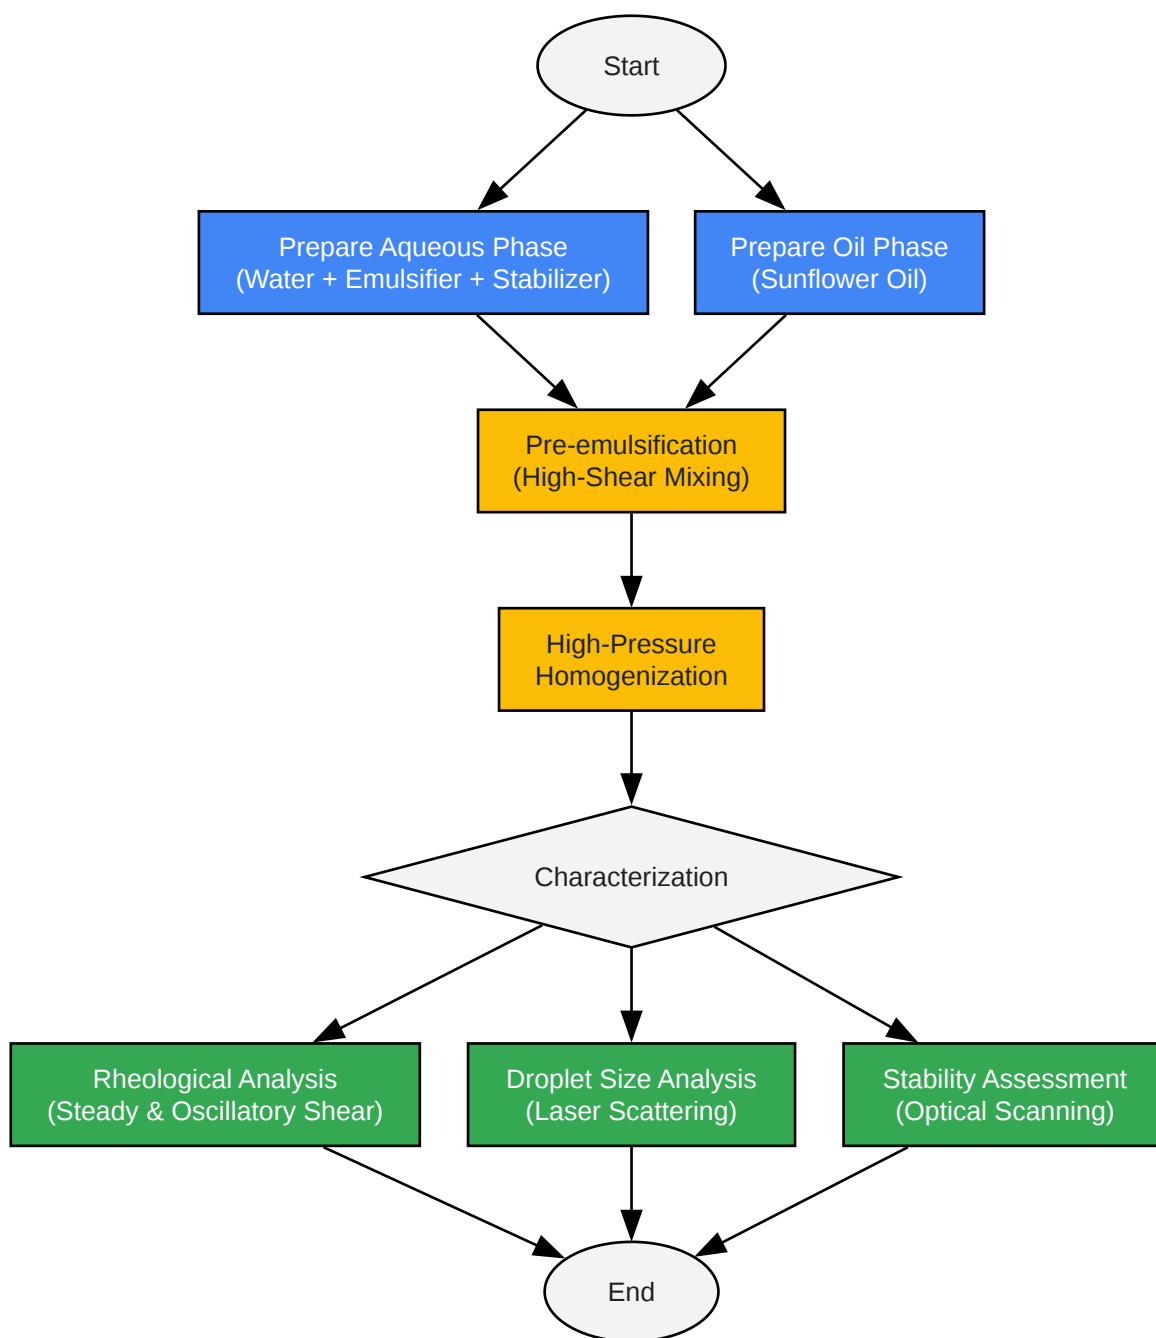 Start
Prepare Aqueous Phase
(Water + Emulsifier + Stabilizer)
Prepare Oil Phase
(Sunflower Oil)
Pre-emulsification
(High-Shear Mixing)
High-Pressure
Homogenization
Characterization
Rheological Analysis
(Steady & Oscillatory Shear)
Droplet Size Analysis
(Laser Scattering)
Stability Assessment
(Optical Scanning)
End